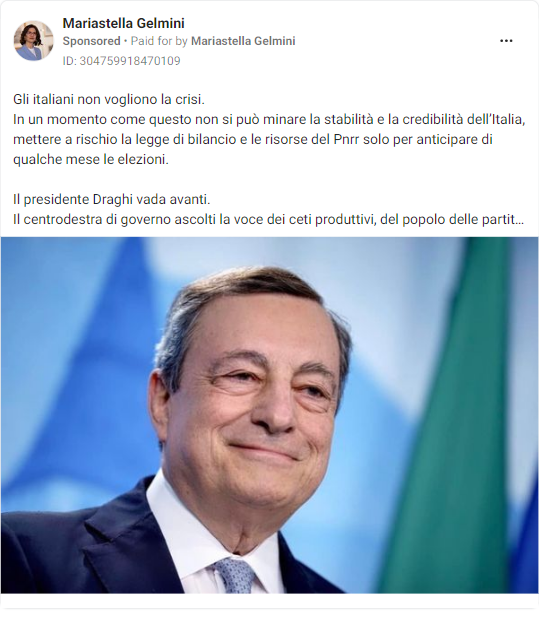 Mariastella Gelmini
Sponsored • Paid for by Mariastella Gelmini
ID: 304759918470109
Gli italiani non vogliono la crisi.
In un momento come questo non si può minare la stabilità e la credibilità dell'Italia,
mettere a rischio la legge di bilancio e le risorse del Pnrr solo per anticipare di
qualche mese le elezioni.
Il presidente Draghi vada avanti.
Il centrodestra di governo ascolti la voce dei ceti produttivi, del popolo delle partit...